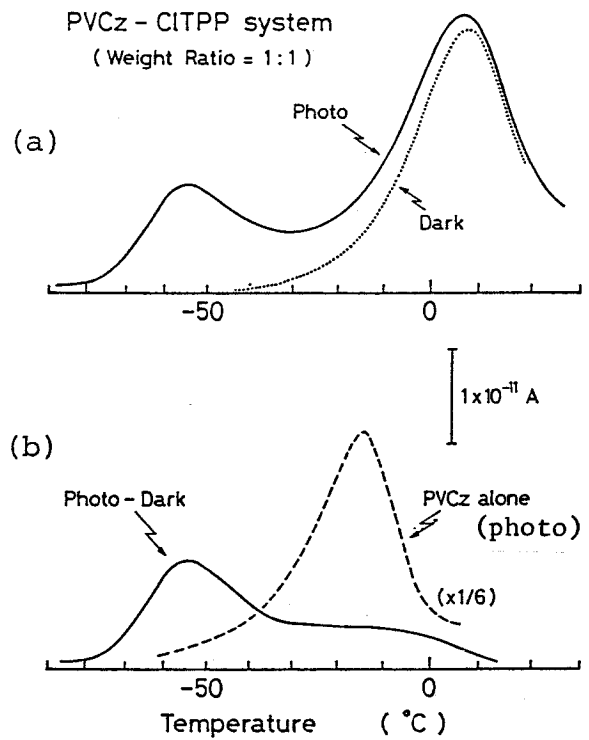 PVCz – ClTPP system
( Weight Ratio = 1:1 )
(a)
Photo
Dark
-50
0
1x10⁻¹¹ A
(b)
Photo – Dark
PVCz alone
(photo)
(x1/6)
-50
0
Temperature ( °C )